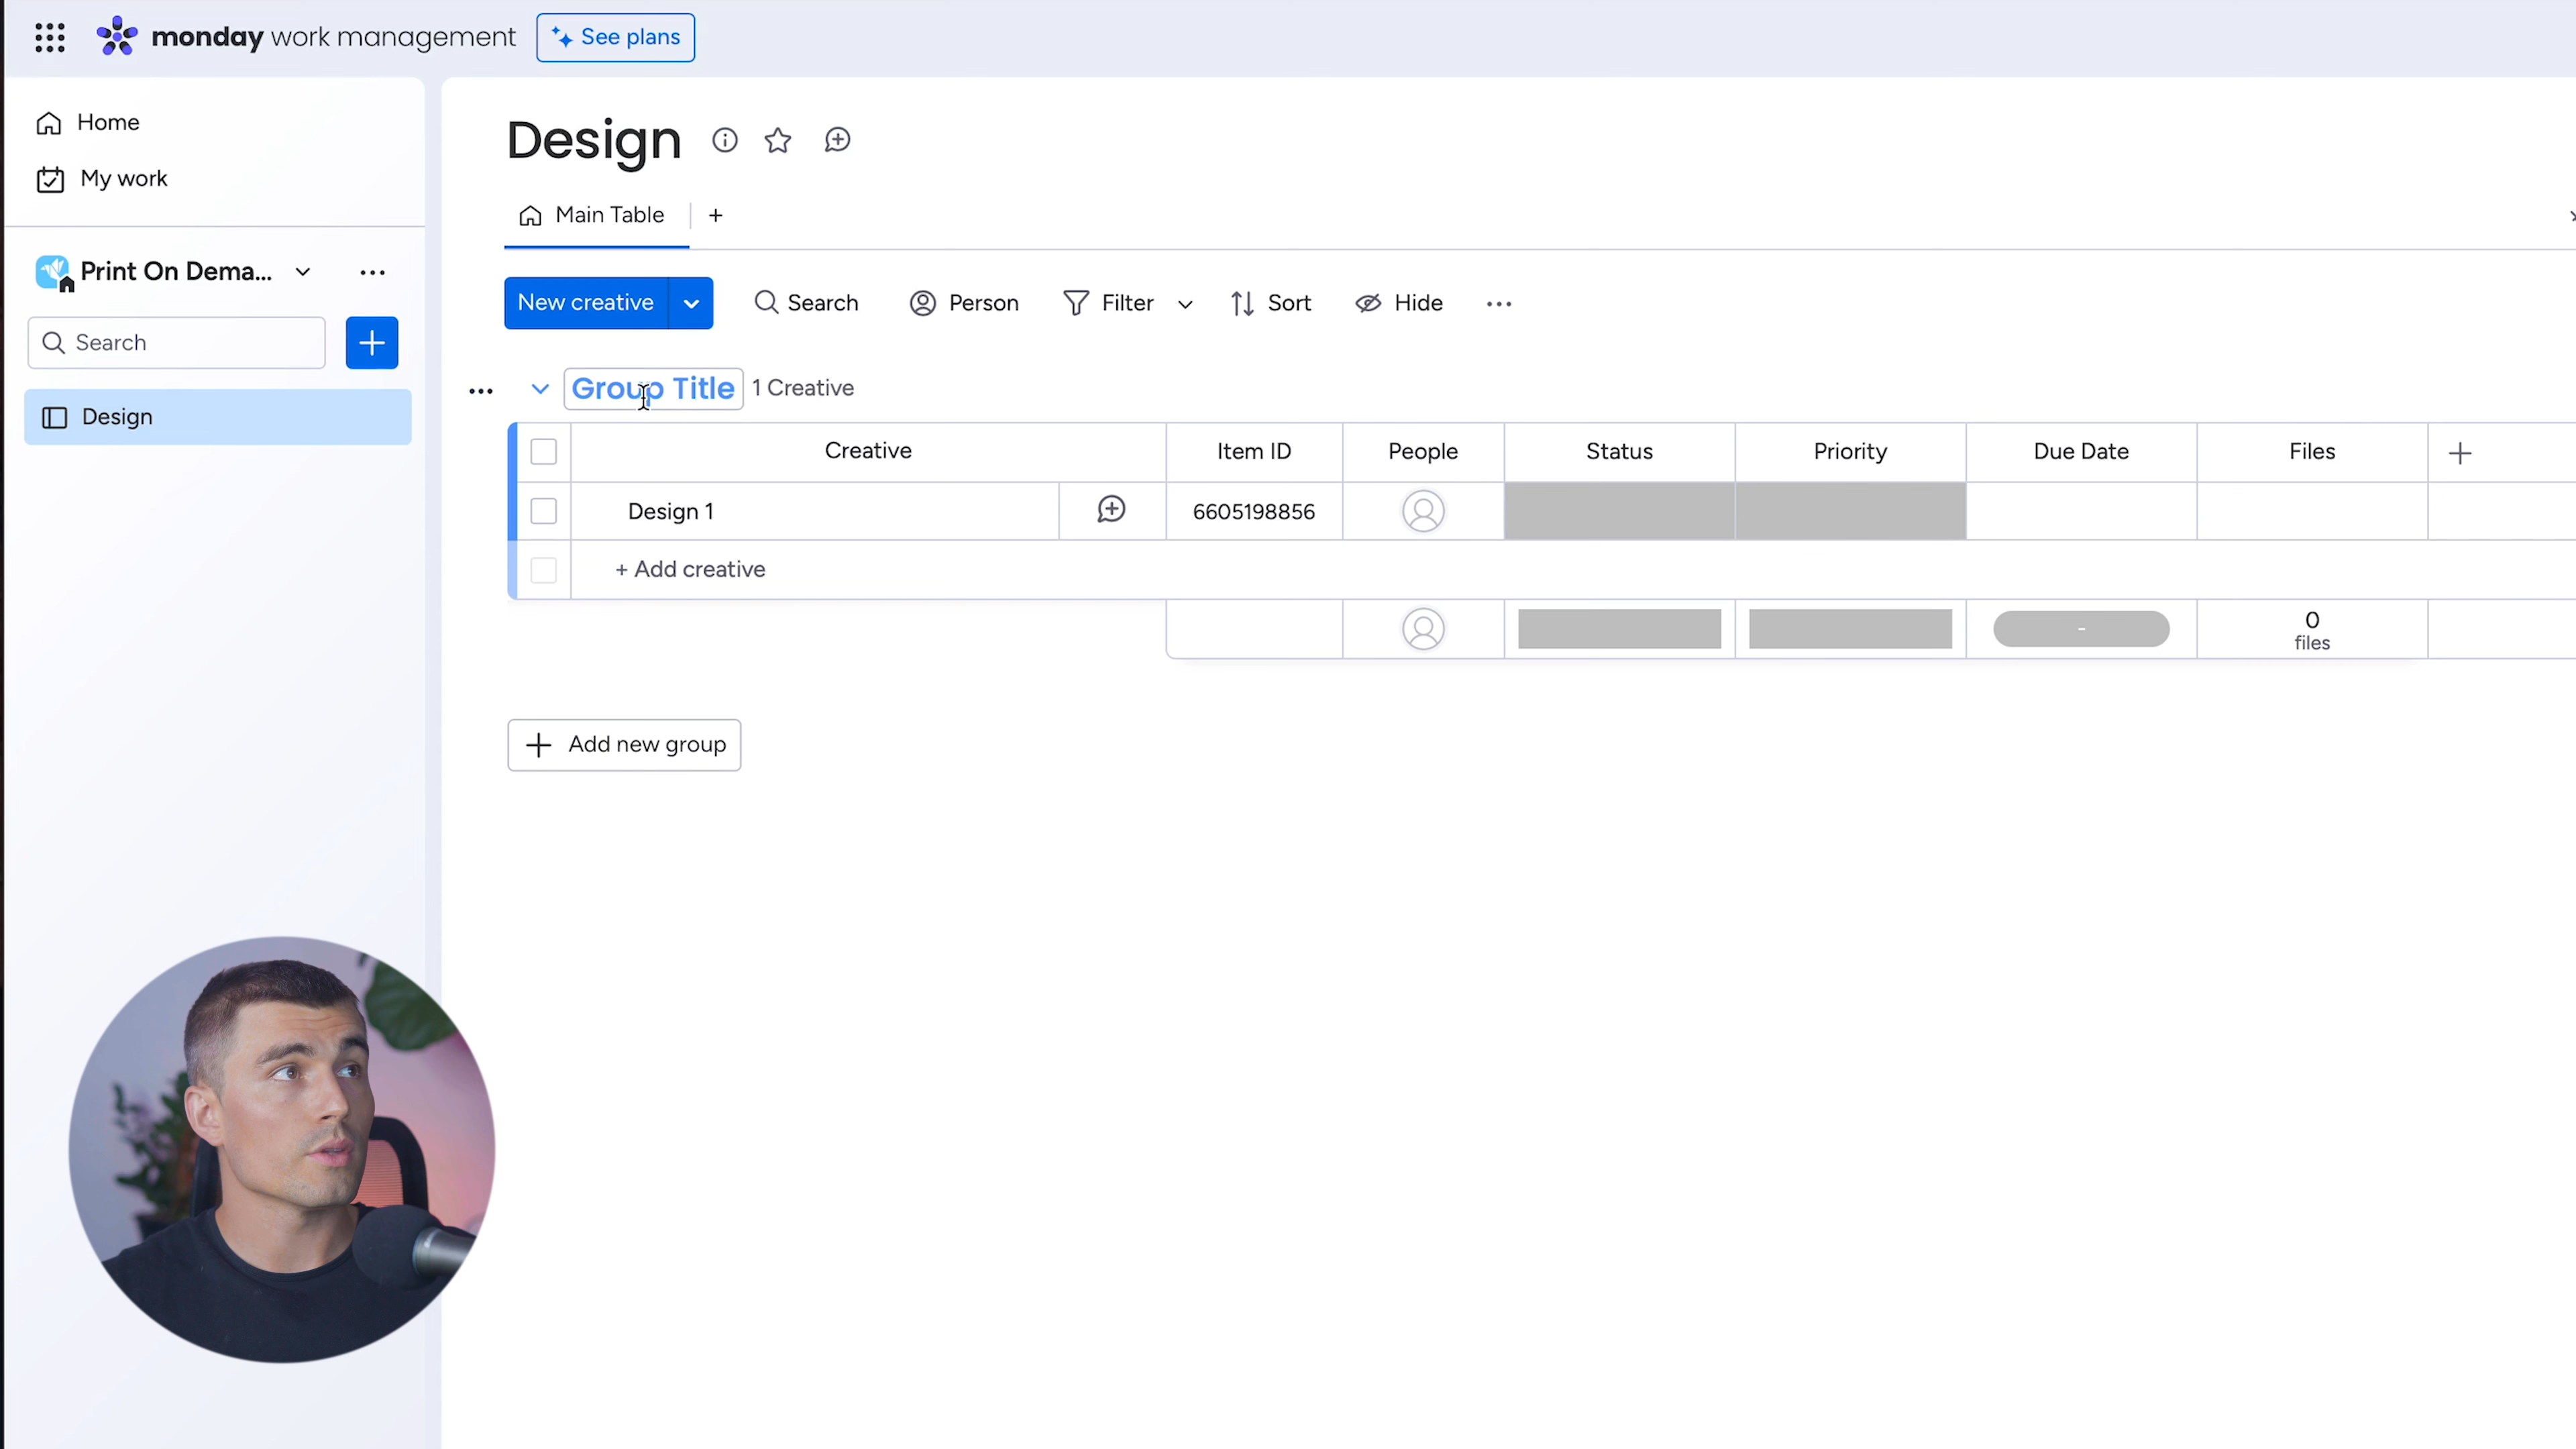 monday work management
See plans
Home
My work
Print On Dema...
Search
Design
Design
Main Table
New creative
Search
Person
Filter
Sort
Hide
Group Title 1 Creative
Creative Item ID People Status Priority Due Date Files
Design 1 6605198856
+ Add creative
-
0
files
Add new group